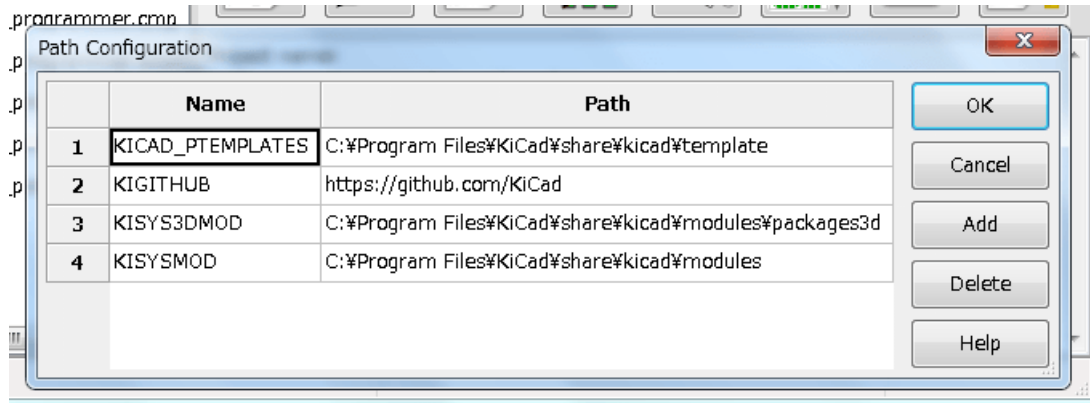 programmer.cmp
Path Configuration
Name Path
1 KICAD_PTEMPLATES C:¥Program Files¥KiCad¥share¥kicad¥template
2 KIGITHUB https://github.com/KiCad
3 KISYS3DMOD C:¥Program Files¥KiCad¥share¥kicad¥modules¥packages3d
4 KISYSMOD C:¥Program Files¥KiCad¥share¥kicad¥modules
OK
Cancel
Add
Delete
Help